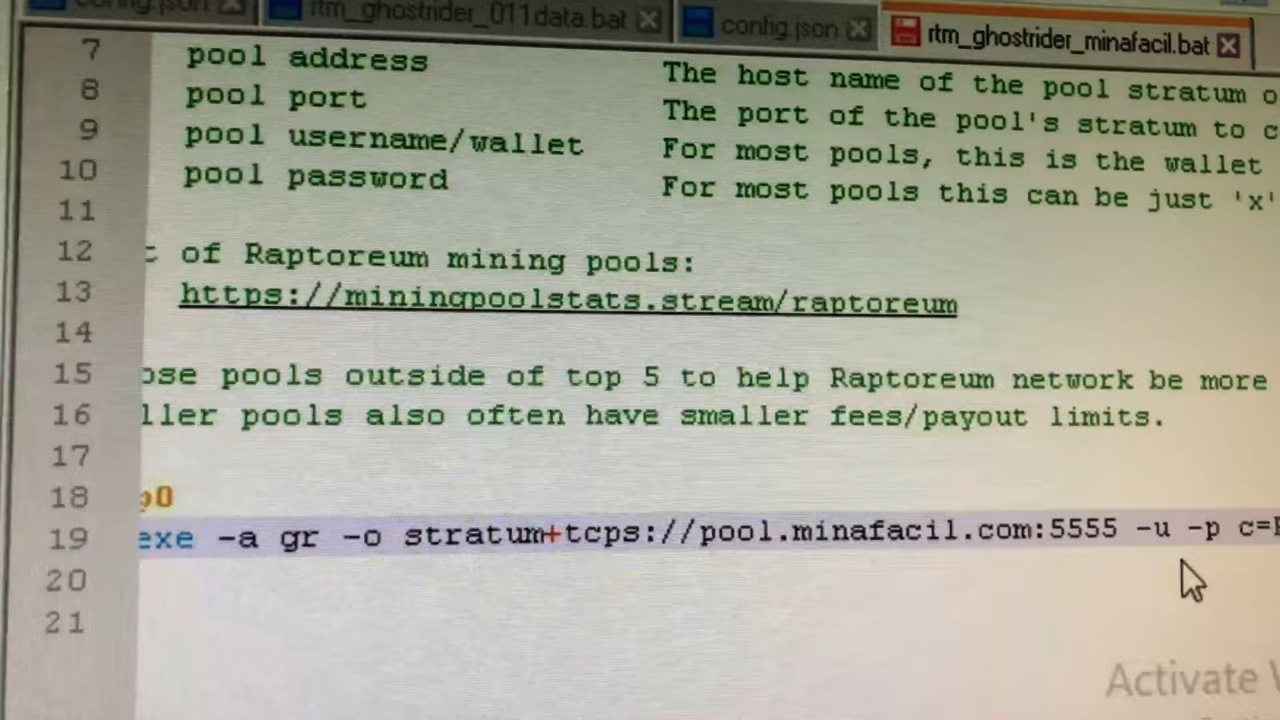 config.json rtm_ghostrider_011data.bat config.json rtm_ghostrider_minafacil.bat
7 pool address The host name of the pool stratum o
8 pool port The port of the pool's stratum to c
9 pool username/wallet For most pools, this is the wallet
10 pool password For most pools this can be just 'x'
11
12 t of Raptoreum mining pools:
13 https://miningpoolstats.stream/raptoreum
14
15 ose pools outside of top 5 to help Raptoreum network be more
16 ller pools also often have smaller fees/payout limits.
17
18 p0
19 exe -a gr -o stratum+tcps://pool.minafacil.com:5555 -u -p c=
20
21
Activate